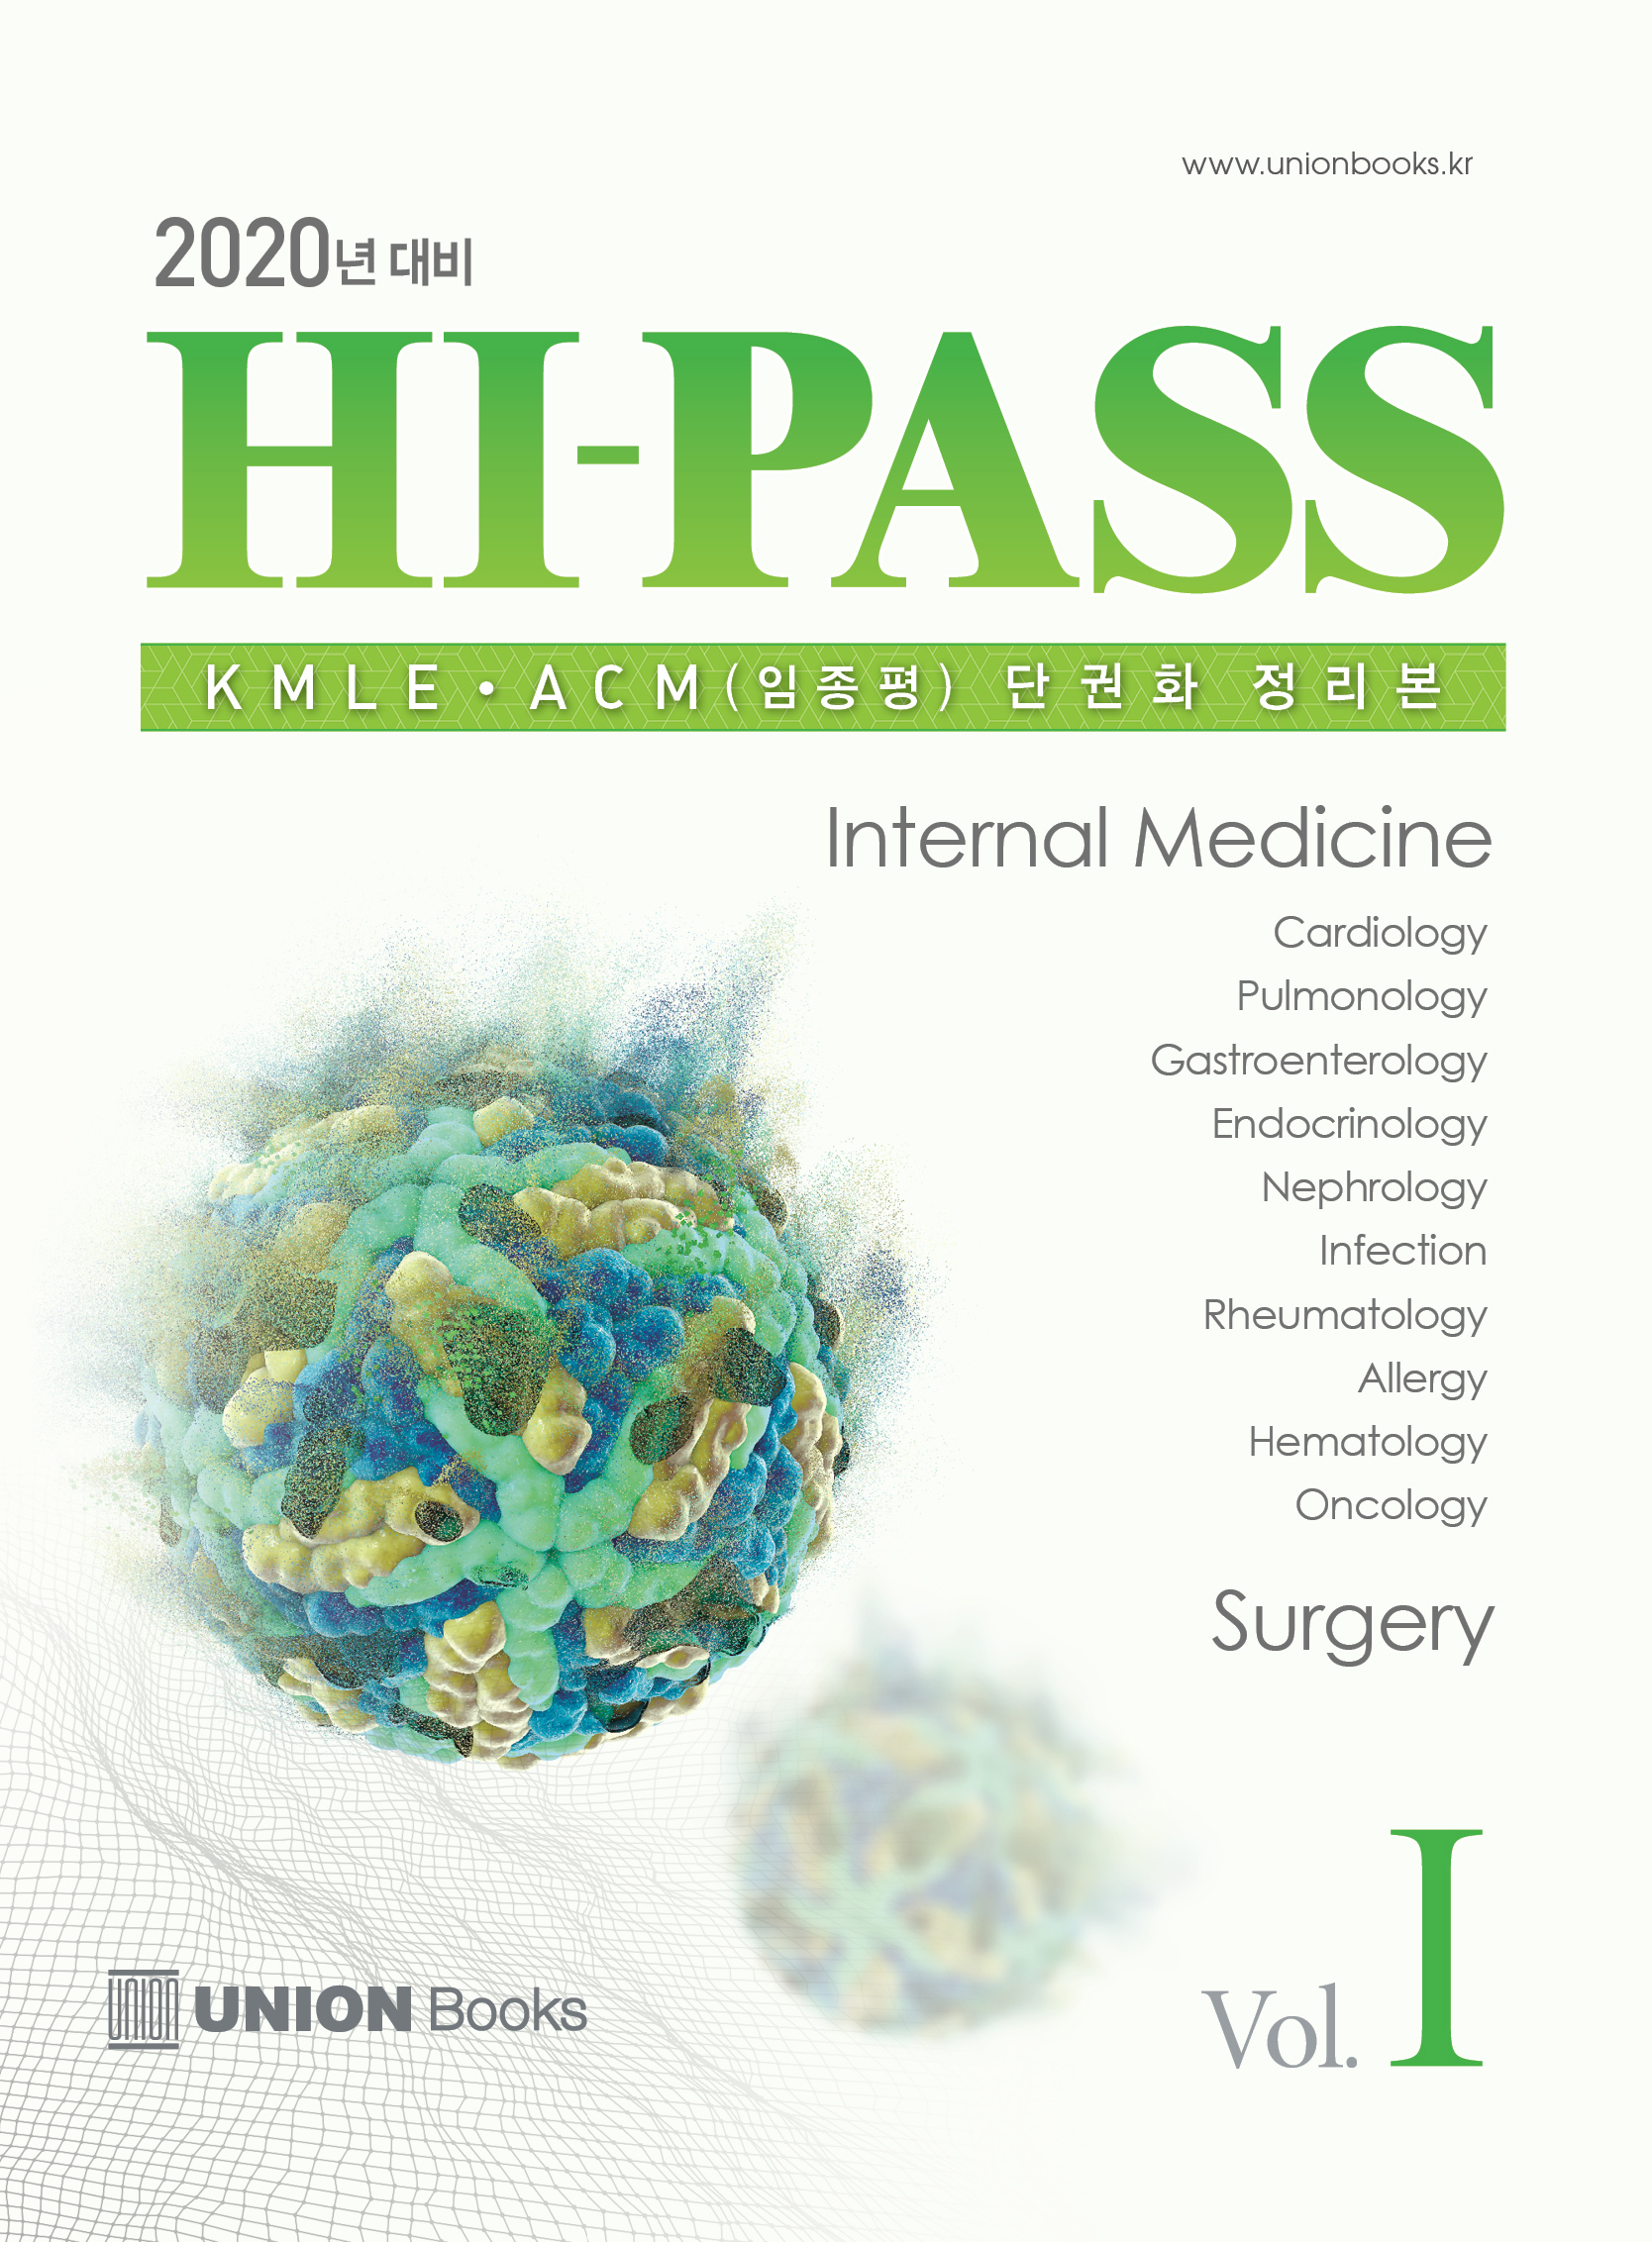 www.unionbooks.kr
2020년 대비
HI-PASS
KMLE • ACM(임종평) 단권화 정리본
Internal Medicine
Cardiology
Pulmonology
Gastroenterology
Endocrinology
Nephrology
Infection
Rheumatology
Allergy
Hematology
Oncology
Surgery
UNION UNION Books
Vol. I